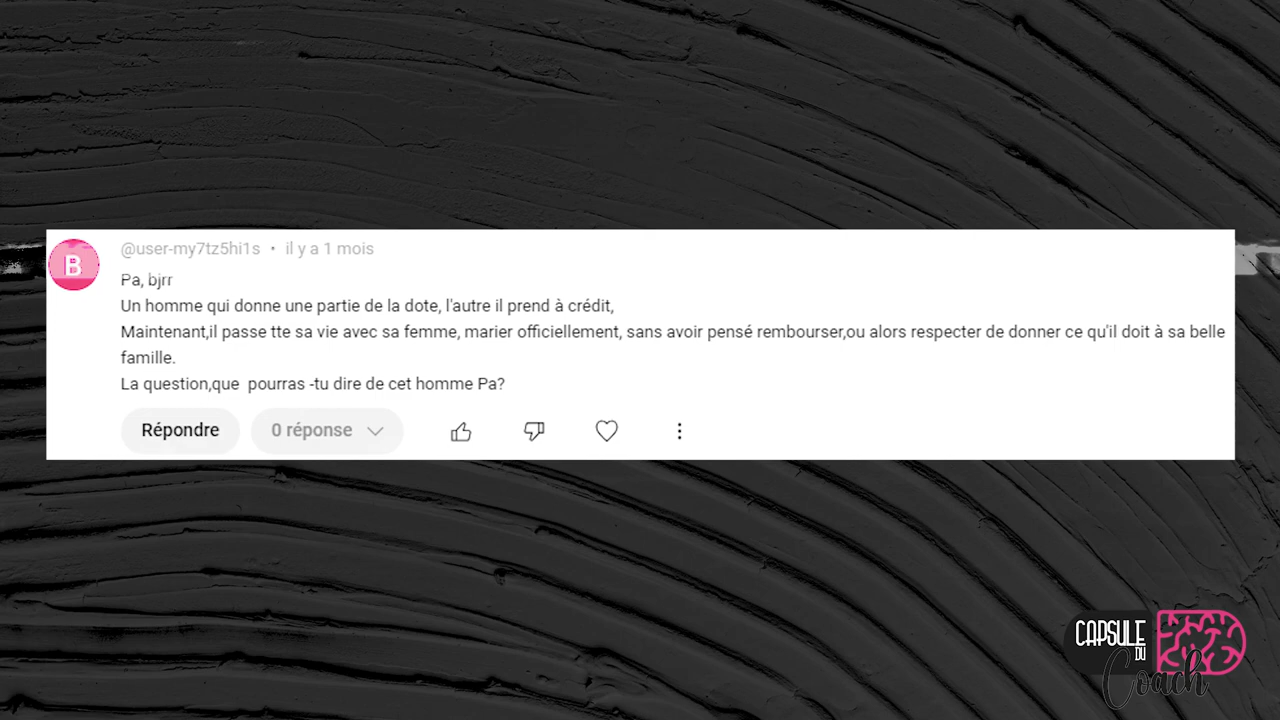 B
@user-my7tz5hi1s • il y a 1 mois
Pa, bjrr
Un homme qui donne une partie de la dote, l'autre il prend à crédit,
Maintenant,il passe tte sa vie avec sa femme, marier officiellement, sans avoir pensé rembourser,ou alors respecter de donner ce qu'il doit à sa belle
famille.
La question,que  pourras -tu dire de cet homme Pa?
Répondre
0 réponse
CAPSULE
DU
Coach